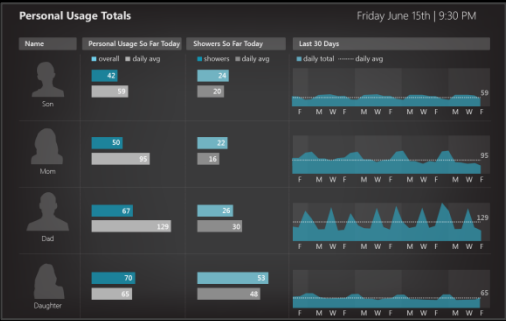 Personal Usage Totals
Friday June 15th | 9:30 PM
Name
Personal Usage So Far Today
Showers So Far Today
Last 30 Days
overall daily avg
showers daily avg
daily total daily avg
42
59
24
20
59
Son
F M W F M W F M W F M W F
50
95
22
16
95
Mom
F M W F M W F M W F M W F
67
129
26
30
129
Dad
F M W F M W F M W F M W F
70
65
53
48
65
Daughter
F M W F M W F M W F M W F